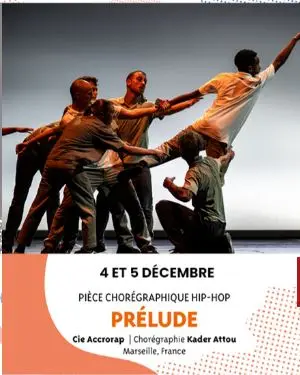 4 ET 5 DÉCEMBRE
PIÈCE CHORÉGRAPHIQUE HIP-HOP
PRÉLUDE
Cie Accrorap | Chorégraphie Kader Attou
Marseille, France